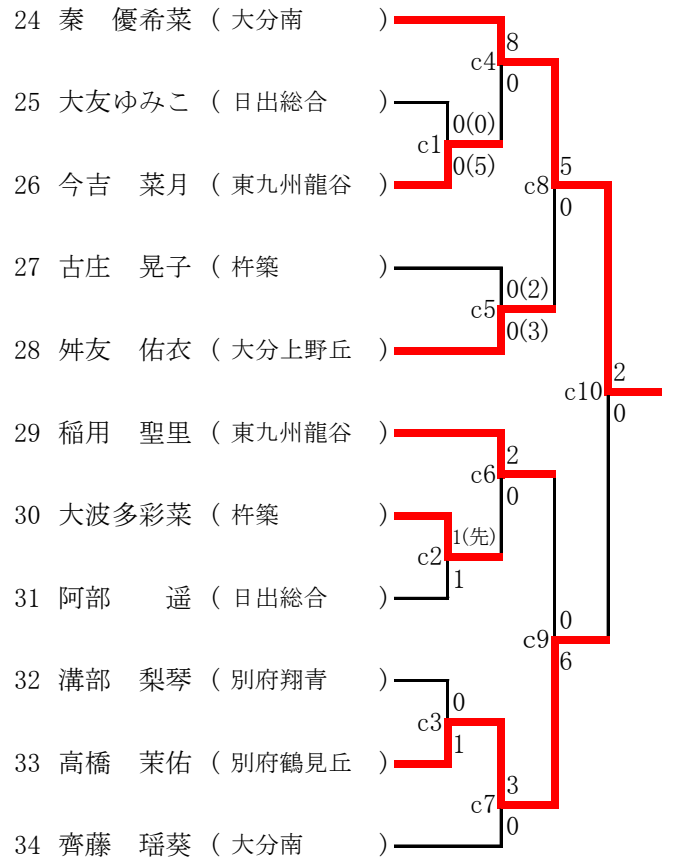 24 秦　優希菜 ( 大分南 )
8
c4
0
25 大友ゆみこ ( 日出総合 )
0(0)
c1
0(5)
26 今吉　菜月 ( 東九州龍谷 )
5
c8
0
27 古庄　晃子 ( 杵築 )
0(2)
c5
0(3)
28 舛友　佑衣 ( 大分上野丘 )
2
c10
0
29 稲用　聖里 ( 東九州龍谷 )
2
c6
0
30 大波多彩菜 ( 杵築 )
1(先)
c2
1
31 阿部　　遥 ( 日出総合 )
0
c9
6
32 溝部　梨琴 ( 別府翔青 )
0
c3
1
33 高橋　茉佑 ( 別府鶴見丘 )
3
c7
0
34 齊藤　瑶葵 ( 大分南 )